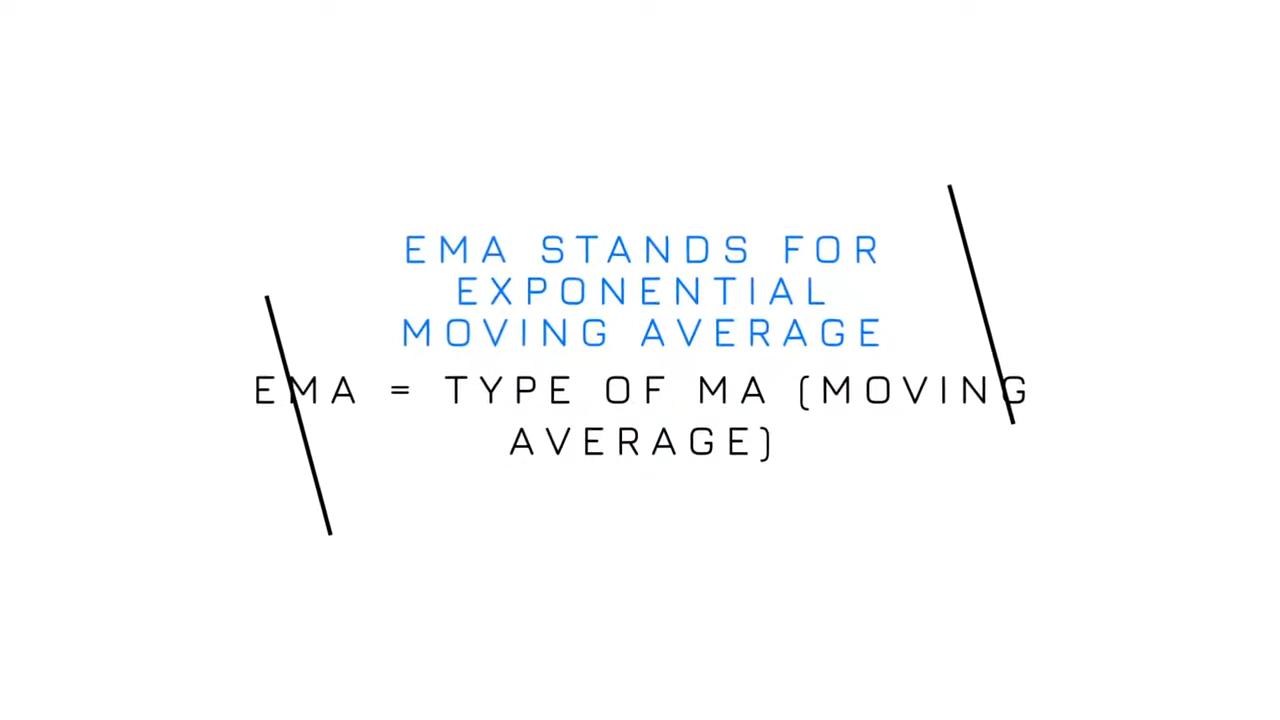 EMA STANDS FOR
EXPONENTIAL
MOVING AVERAGE
EMA = TYPE OF MA (MOVING
AVERAGE)